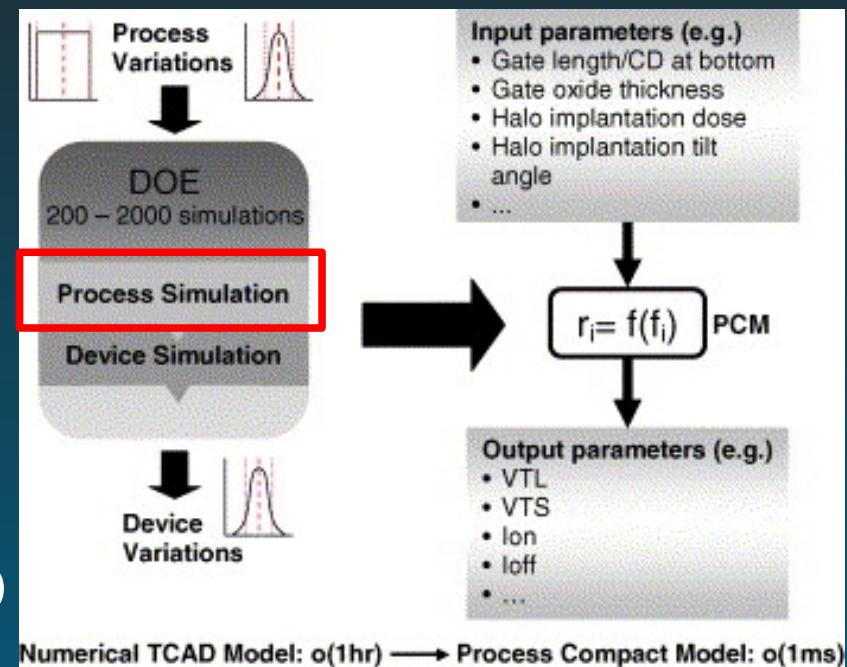 Process
Variations
DOE
200 – 2000 simulations
Process Simulation
Device Simulation
Device
Variations
Input parameters (e.g.)
• Gate length/CD at bottom
• Gate oxide thickness
• Halo implantation dose
• Halo implantation tilt
angle
• ...
rᵢ= f(fᵢ)
PCM
Output parameters (e.g.)
• VTL
• VTS
• Ion
• Ioff
• ...
)
Numerical TCAD Model: o(1hr) ⟶ Process Compact Model: o(1ms)